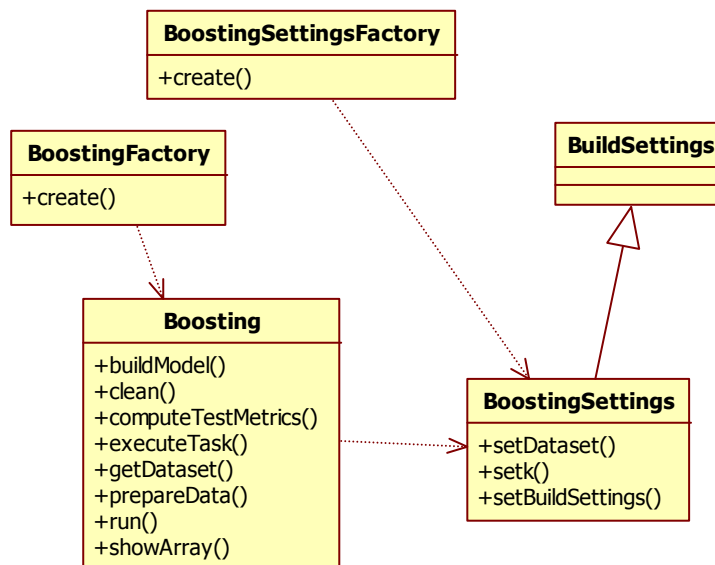 BoostingSettingsFactory
+create()
BoostingFactory
+create()
BuildSettings
Boosting
+buildModel()
+clean()
+computeTestMetrics()
+executeTask()
+getDataset()
+prepareData()
+run()
+showArray()
BoostingSettings
+setDataset()
+setk()
+setBuildSettings()